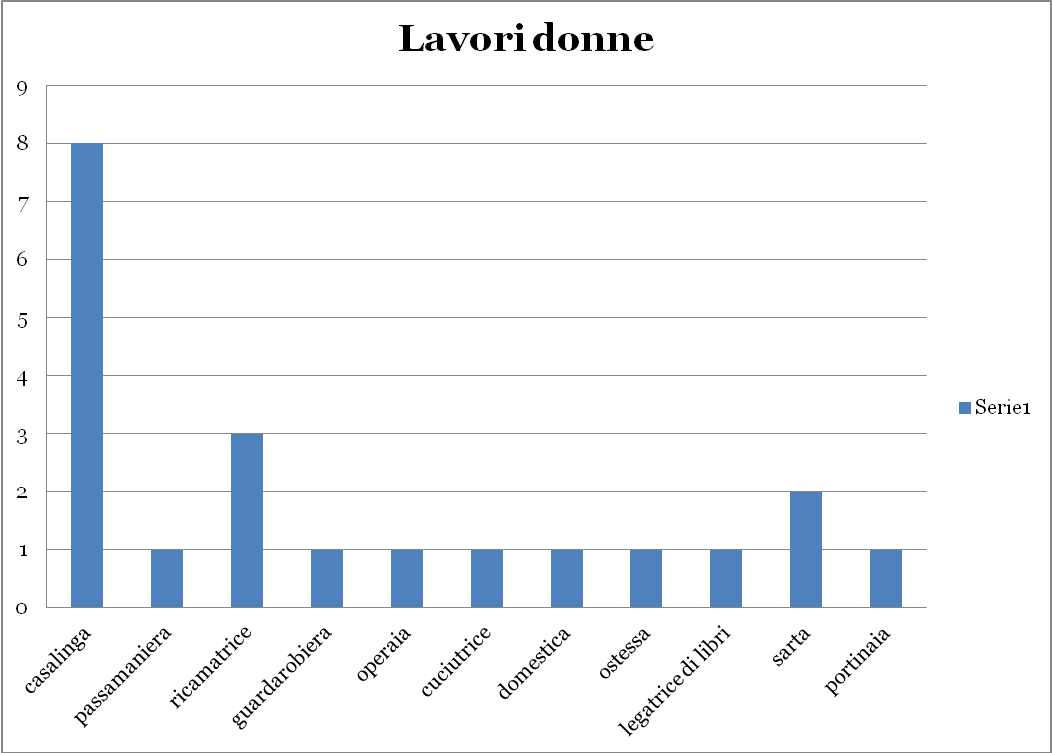 Lavori donne
9
8
7
6
5
4
3
2
1
0
casalinga
passamaniera
ricamatrice
guardarobiera
operaia
cuciutrice
domestica
ostessa
legatrice di libri
sarta
portinaia
Serie1